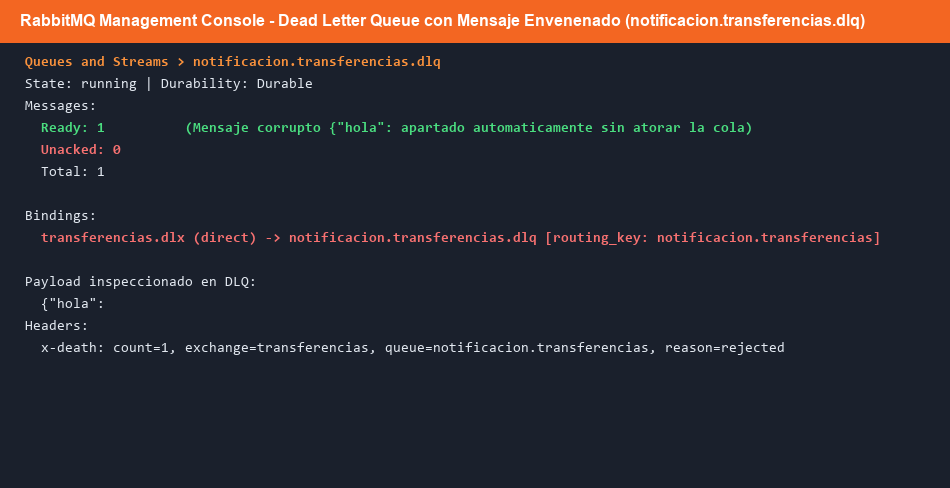 RabbitMQ Management Console - Dead Letter Queue con Mensaje Envenenado (notificacion.transferencias.dlq)
Queues and Streams > notificacion.transferencias.dlq
State: running | Durability: Durable
Messages:
Ready: 1 (Mensaje corrupto {"hola": apartado automaticamente sin atorar la cola)
Unacked: 0
Total: 1
Bindings:
transferencias.dlx (direct) -> notificacion.transferencias.dlq [routing_key: notificacion.transferencias]
Payload inspeccionado en DLQ:
{"hola":
Headers:
x-death: count=1, exchange=transferencias, queue=notificacion.transferencias, reason=rejected